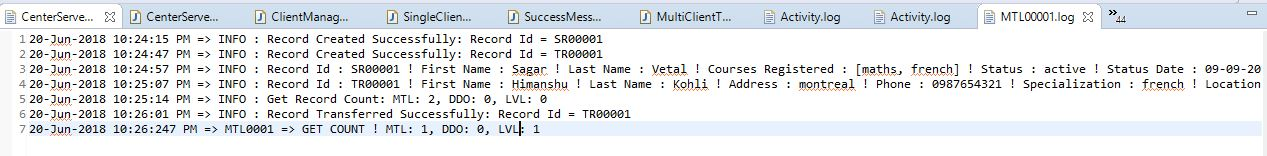 CenterServe... CenterServe... ClientManag... SingleClien... SuccessMess... MultiClientT... Activity.log Activity.log MTL00001.log »44
1 20-Jun-2018 10:24:15 PM => INFO : Record Created Successfully: Record Id = SR00001
2 20-Jun-2018 10:24:47 PM => INFO : Record Created Successfully: Record Id = TR00001
3 20-Jun-2018 10:24:57 PM => INFO : Record Id : SR00001 ! First Name : Sagar ! Last Name : Vetal ! Courses Registered : [maths, french] ! Status : active ! Status Date : 09-09-20
4 20-Jun-2018 10:25:07 PM => INFO : Record Id : TR00001 ! First Name : Himanshu ! Last Name : Kohli ! Address : montreal ! Phone : 0987654321 ! Specialization : french ! Location
5 20-Jun-2018 10:25:14 PM => INFO : Get Record Count: MTL: 2, DDO: 0, LVL: 0
6 20-Jun-2018 10:26:01 PM => INFO : Record Transferred Successfully: Record Id = TR00001
7 20-Jun-2018 10:26:247 PM => MTL0001 => GET COUNT ! MTL: 1, DDO: 0, LVL: 1